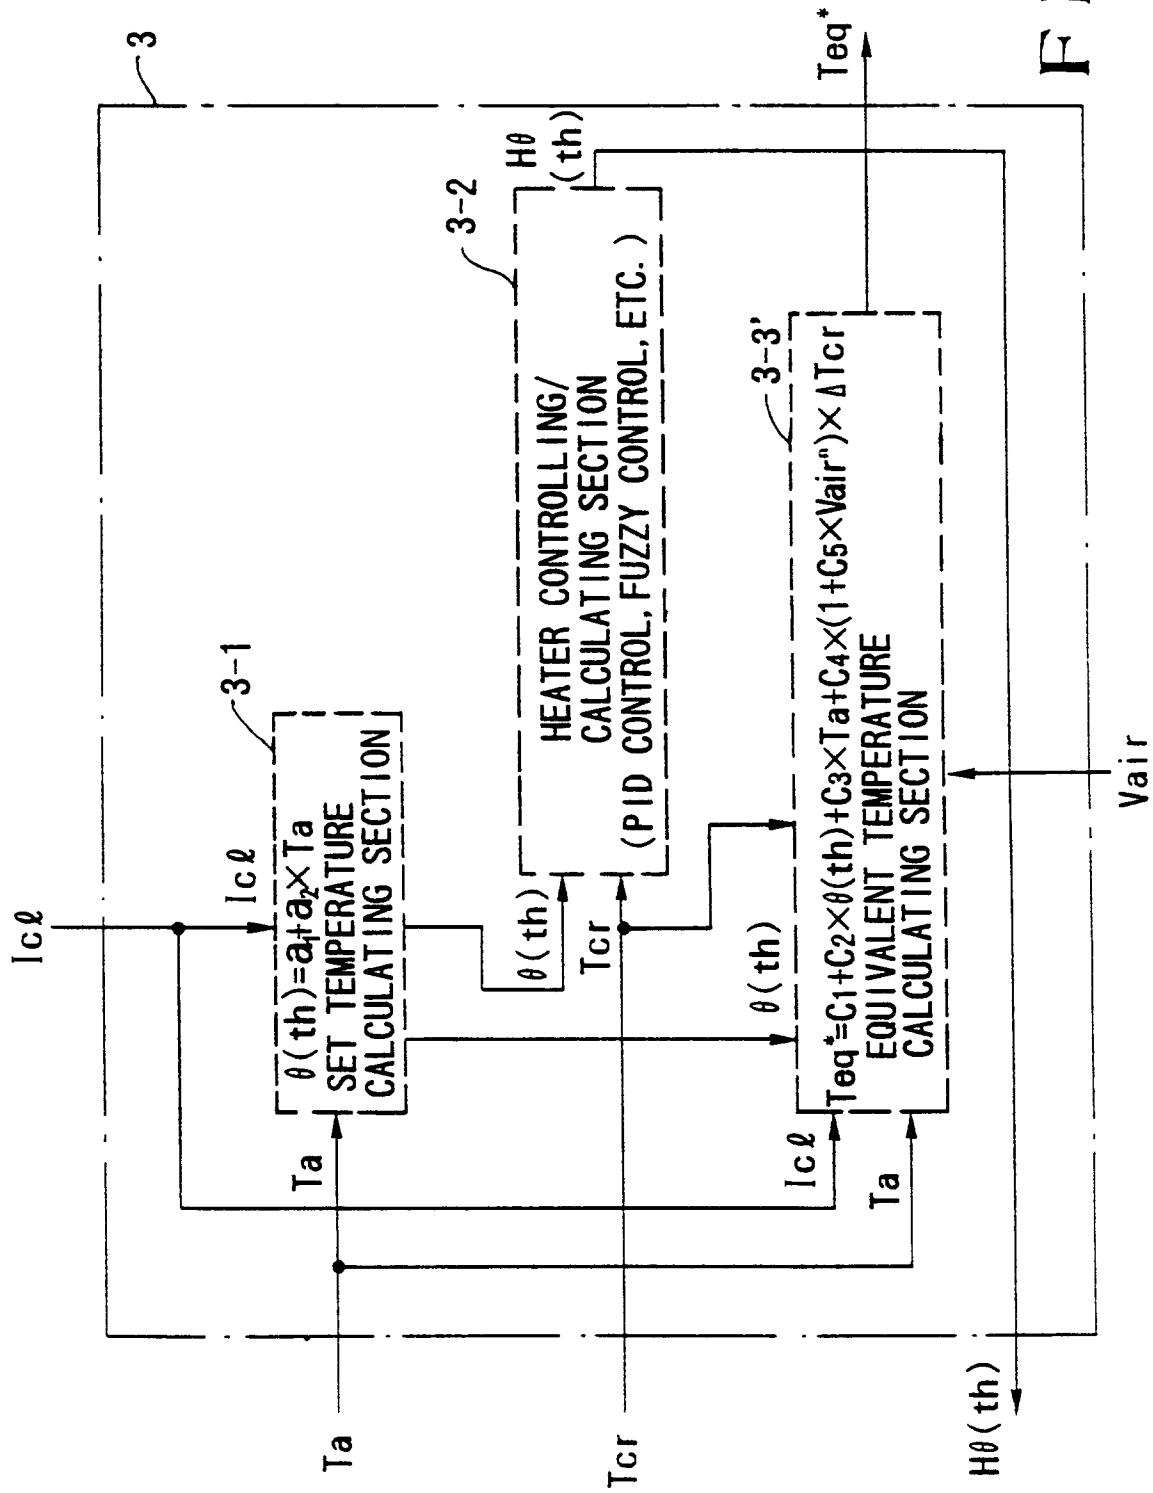 3
Icℓ
Icℓ
3-1
θ(th)=a₁+a₂×Ta
SET TEMPERATURE
CALCULATING SECTION
Ta
Ta
3-2
Hθ
(th)
HEATER CONTROLLING/
CALCULATING SECTION
(PID CONTROL, FUZZY CONTROL, ETC. )
θ(th)
Tcr
Tcr
3-3'
θ(th)
Teq*=C₁+C₂×θ(th)+C₃×Ta+C₄×(1+C₅×Vairⁿ)×ΔTcr
EQUIVALENT TEMPERATURE
CALCULATING SECTION
Icℓ
Ta
Teq*
Vair
Hθ(th)
F